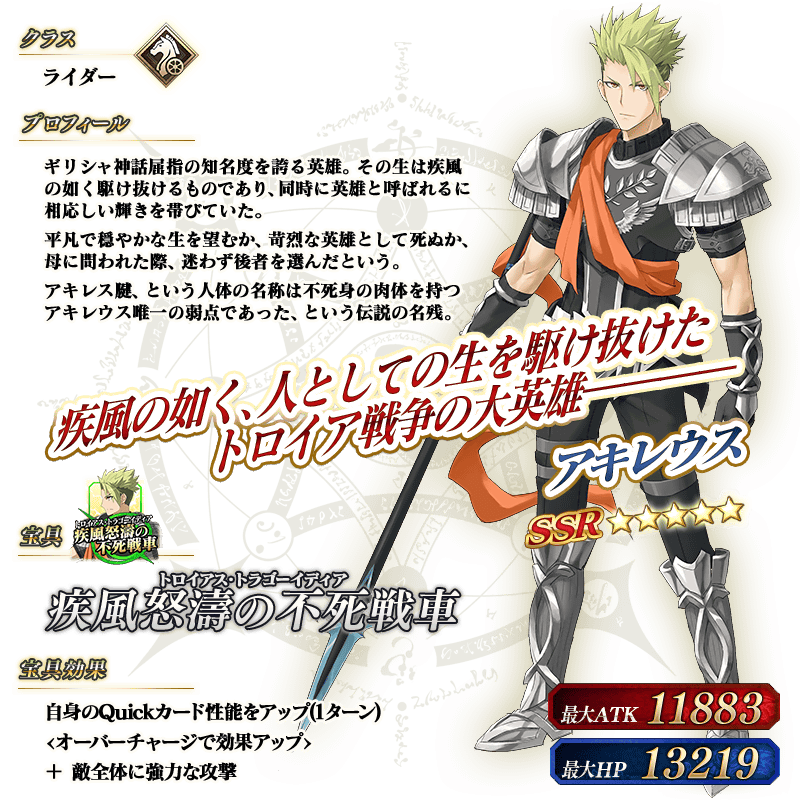 クラス
ライダー
プロフィール
ギリシャ神話屈指の知名度を誇る英雄。その生は疾風
の如く駆け抜けるものであり、同時に英雄と呼ばれるに
相応しい輝きを帯びていた。
平凡で穏やかな生を望むか、苛烈な英雄として死ぬか、
母に問われた際、迷わず後者を選んだという。
アキレス腱、という人体の名称は不死身の肉体を持つ
アキレウス唯一の弱点であった、という伝説の名残。
疾風の如く、人としての生を駆け抜けた
トロイア戦争の大英雄――
アキレウス
SSR ★★★★★
宝具
トロイアス・トラゴーイディア
疾風怒濤の
不死戦車
トロイアス・トラゴーイディア
疾風怒濤の不死戦車
宝具効果
自身のQuickカード性能をアップ(1ターン)
<オーバーチャージで効果アップ>
＋ 敵全体に強力な攻撃
最大ATK 11883
最大HP 13219